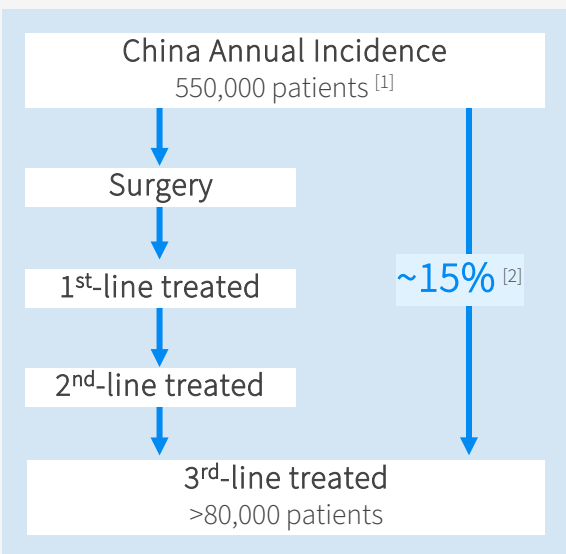 China Annual Incidence
550,000 patients [1]
Surgery
1st-line treated
~15% [2]
2nd-line treated
3rd-line treated
>80,000 patients